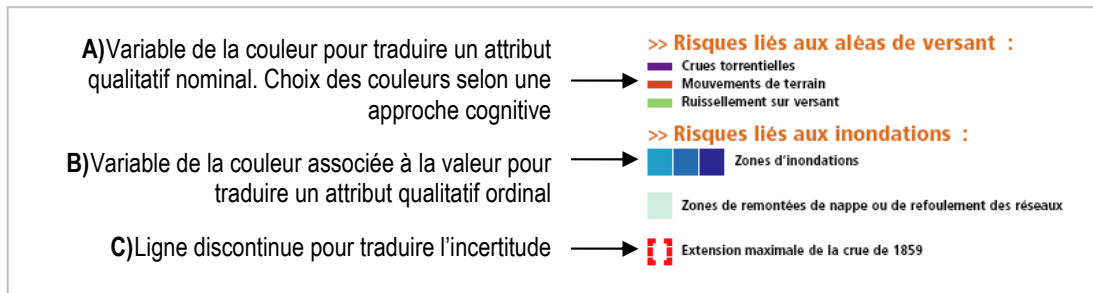 A)Variable de la couleur pour traduire un attribut
qualitatif nominal. Choix des couleurs selon une
approche cognitive
B)Variable de la couleur associée à la valeur pour
traduire un attribut qualitatif ordinal
C)Ligne discontinue pour traduire l'incertitude
>> Risques liés aux aléas de versant :
Crues torrentielles
Mouvements de terrain
Ruissellement sur versant
>> Risques liés aux inondations :
Zones d'inondations
Zones de remontées de nappe ou de refoulement des réseaux
Extension maximale de la crue de 1859